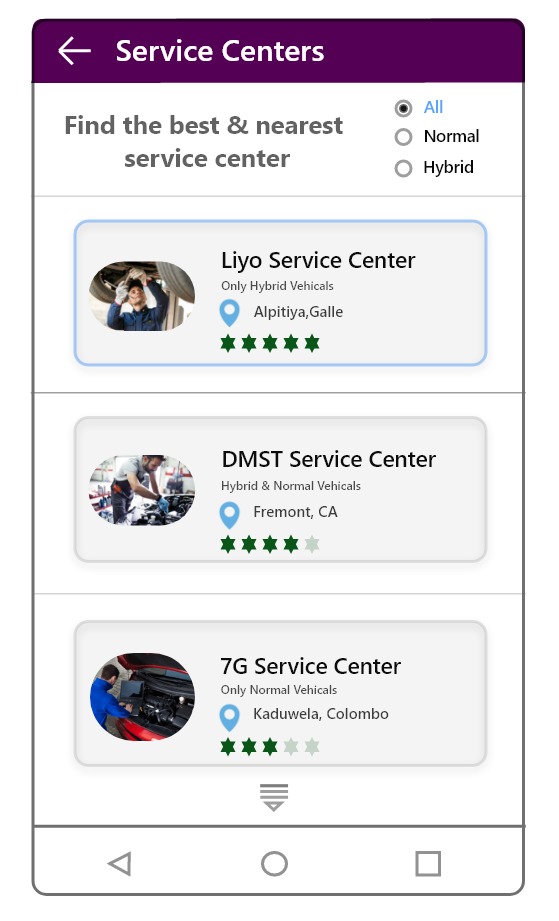 Service Centers
Find the best & nearest
service center
All
Normal
Hybrid
Liyo Service Center
Only Hybrid Vehicals
Alpitiya,Galle
DMST Service Center
Hybrid & Normal Vehicals
Fremont, CA
7G Service Center
Only Normal Vehicals
Kaduwela, Colombo